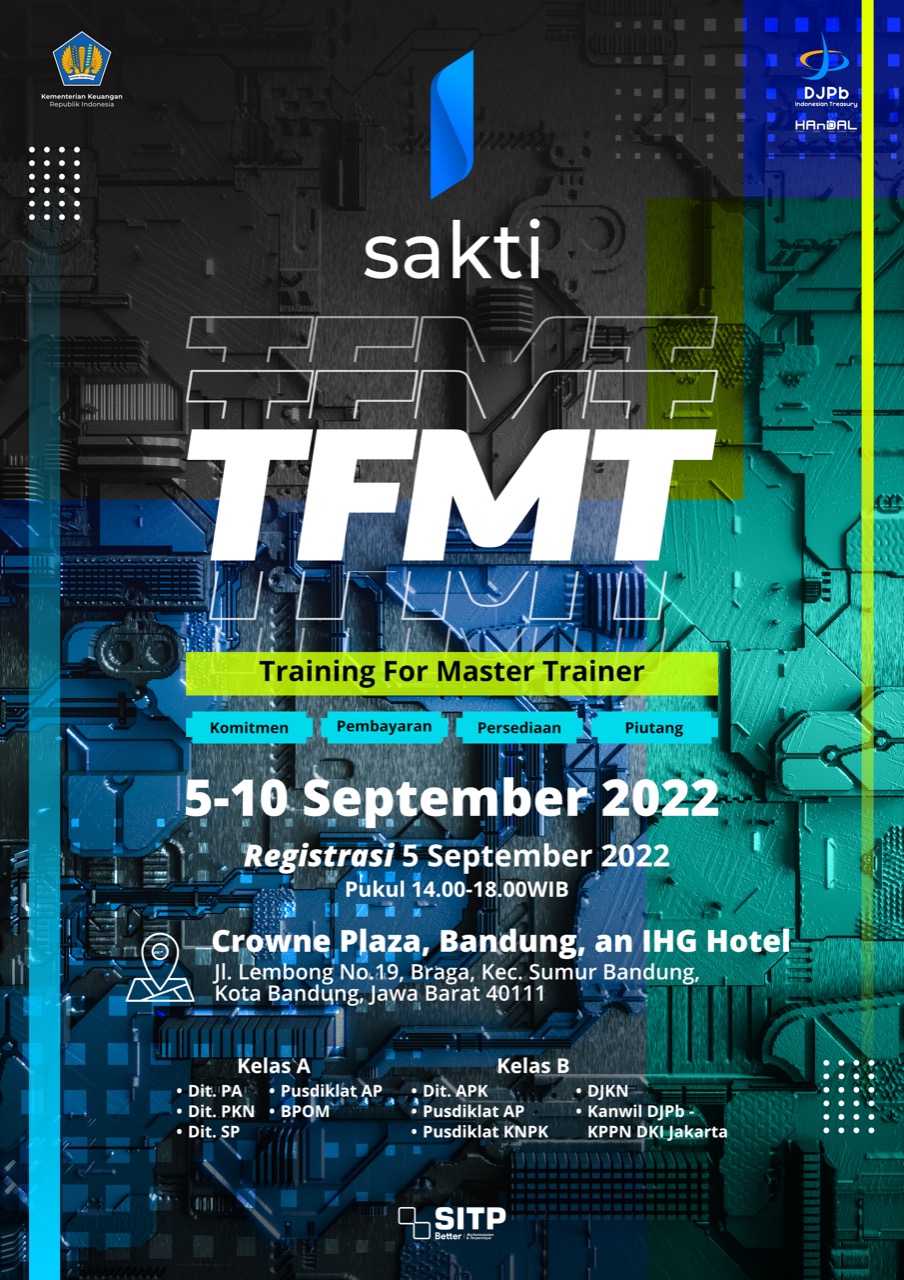 Kementerian Keuangan
Republik Indonesia
DJPb
Indonesian Treasury
HAnDAL
sakti
TFMT
TFMT
TFMT
TFMT
Training For Master Trainer
Komitmen
Pembayaran
Persediaan
Piutang
5-10 September 2022
Registrasi 5 September 2022
Pukul 14.00-18.00WIB
Crowne Plaza, Bandung, an IHG Hotel
Jl. Lembong No.19, Braga, Kec. Sumur Bandung,
Kota Bandung, Jawa Barat 40111
Kelas A
• Dit. PA
• Dit. PKN
• Dit. SP
• Pusdiklat AP
• BPOM
Kelas B
• Dit. APK
• Pusdiklat AP
• Pusdiklat KNPK
• DJKN
• Kanwil DJPb -
KPPN DKI Jakarta
SITP
Better